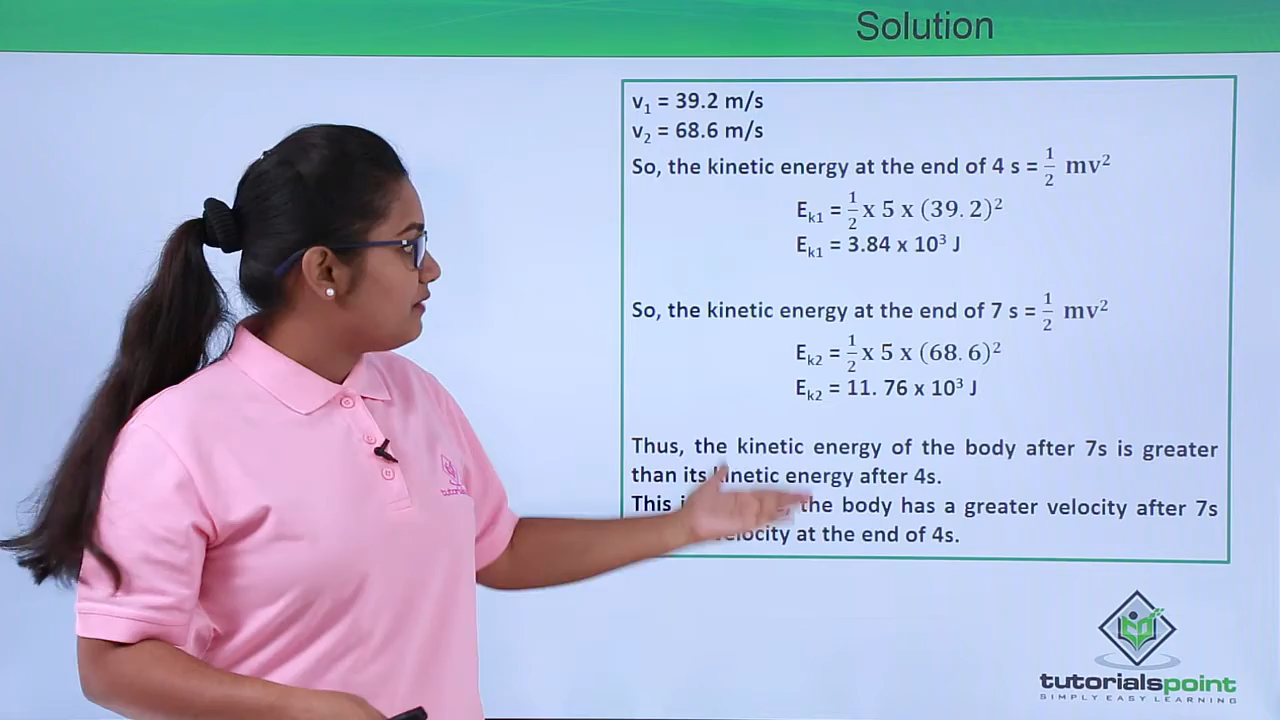 Solution
v₁ = 39.2 m/s
v₂ = 68.6 m/s
So, the kinetic energy at the end of 4 s = 1/2 mv²
Eₖ₁ = 1/2 x 5 x (39.2)²
Eₖ₁ = 3.84 x 10³ J
So, the kinetic energy at the end of 7 s = 1/2 mv²
Eₖ₂ = 1/2 x 5 x (68.6)²
Eₖ₂ = 11. 76 x 10³ J
Thus, the kinetic energy of the body after 7s is greater
than its kinetic energy after 4s.
This the body has a greater velocity after 7s
velocity at the end of 4s.
tutorialspoint
SIMPLY EASY LEARNING